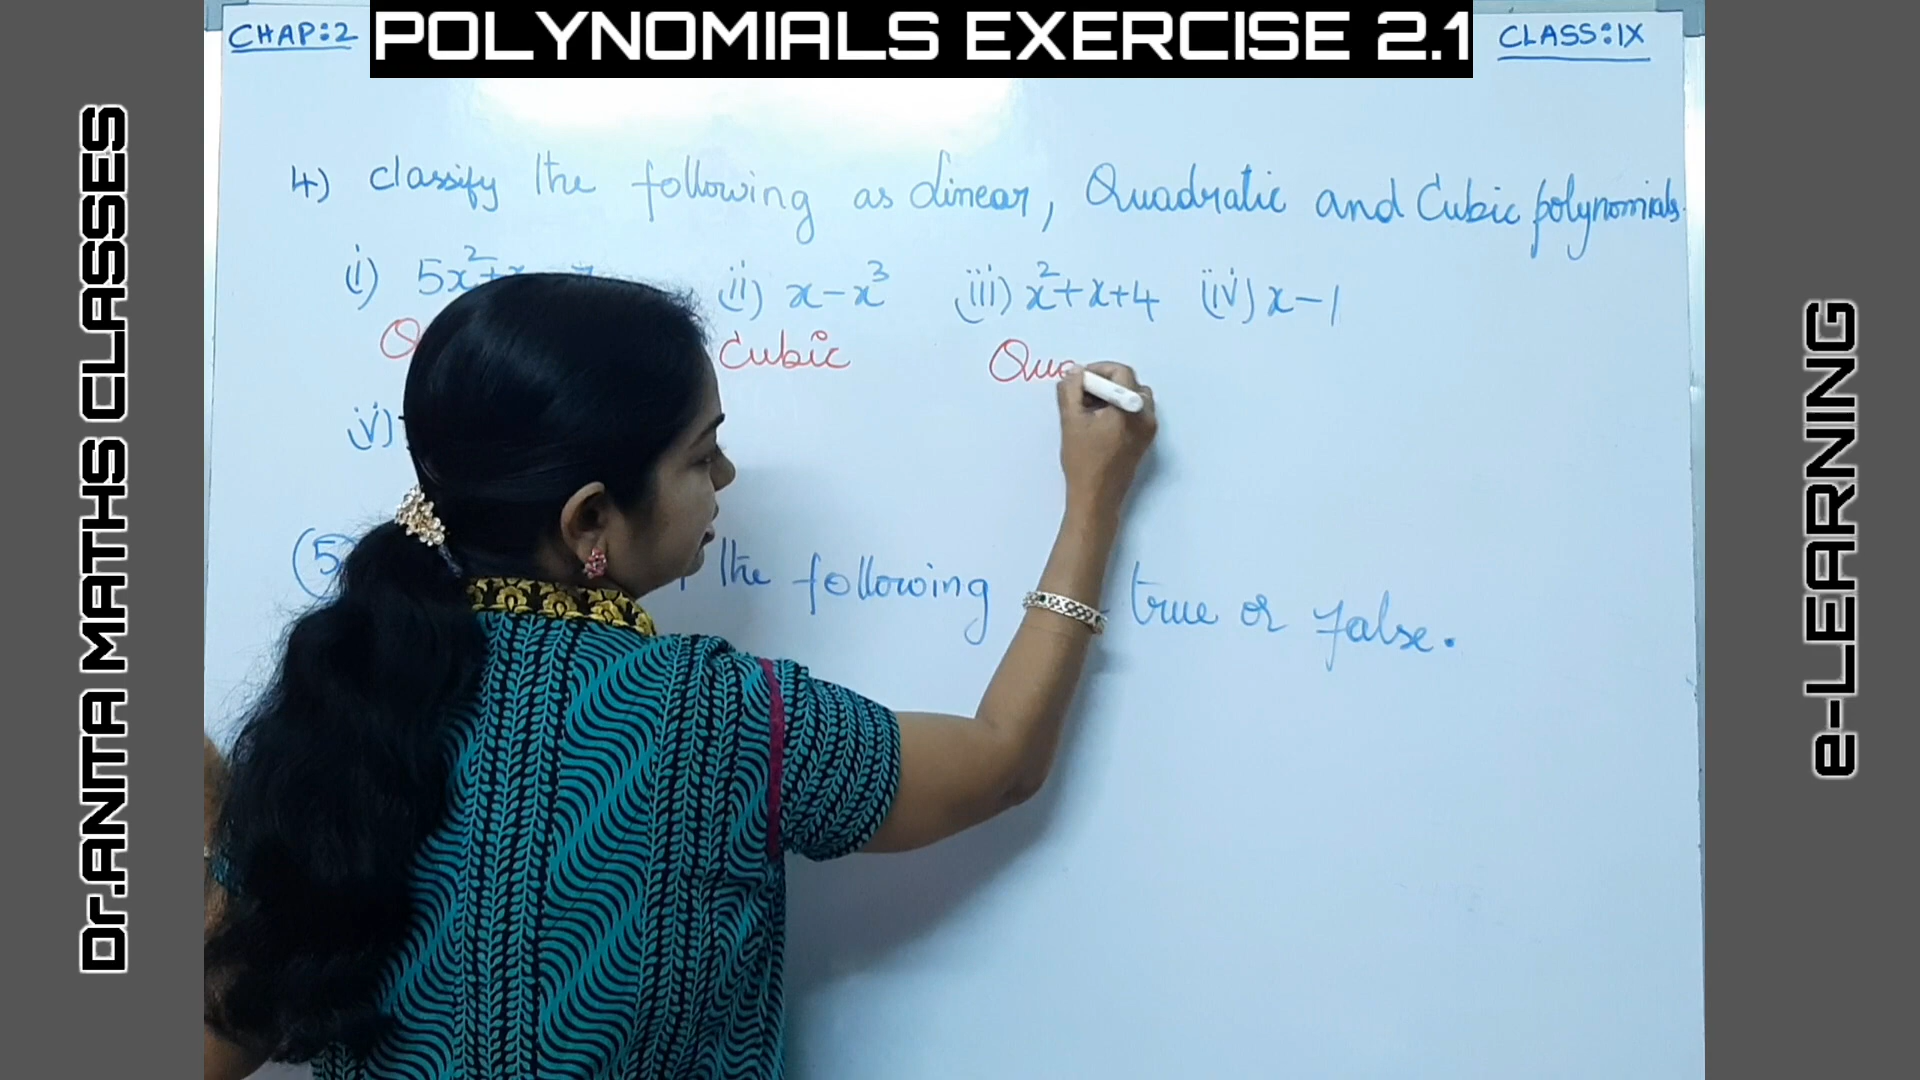 POLYNOMIALS EXERCISE 2.1
CHAP:2
CLASS:IX
Dr.ANITA MATHS CLASSES
e-LEARNING
4) classify the following as Linear, Quadratic and Cubic polynomials.
(i) 5x²+x (ii) x-x³ (iii) x²+x+4 (iv) x-1
Q Cubic Qua
(v)
(5) the following true or false.